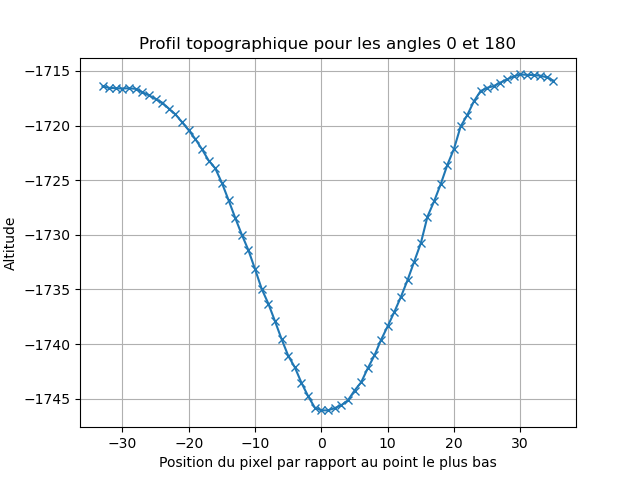 Profil topographique pour les angles 0 et 180
−1715
−1720
−1725
−1730
−1735
−1740
−1745
Altitude
−30 −20 −10 0 10 20 30
Position du pixel par rapport au point le plus bas